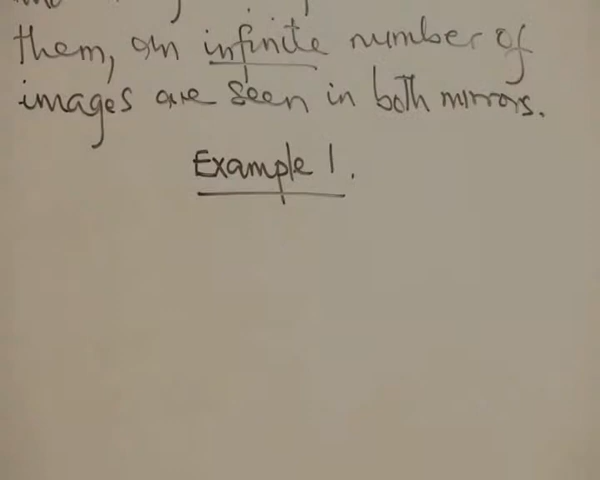 them, an infinite number of
images are seen in both mirrors.
Example 1.